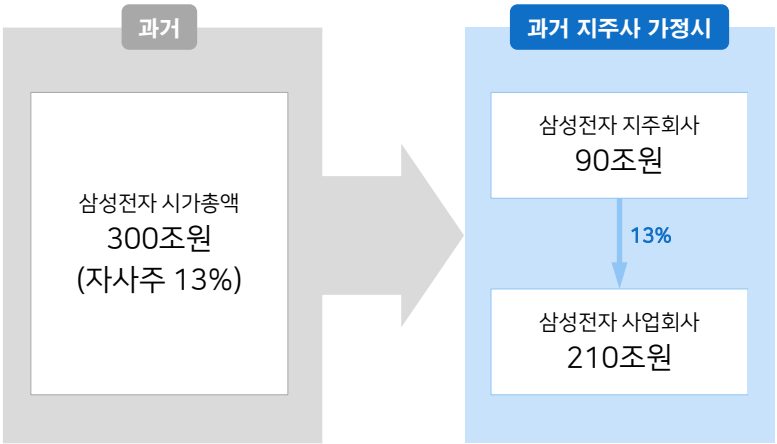 과거
삼성전자 시가총액
300조원
(자사주 13%)
과거 지주사 가정시
삼성전자 지주회사
90조원
13%
삼성전자 사업회사
210조원